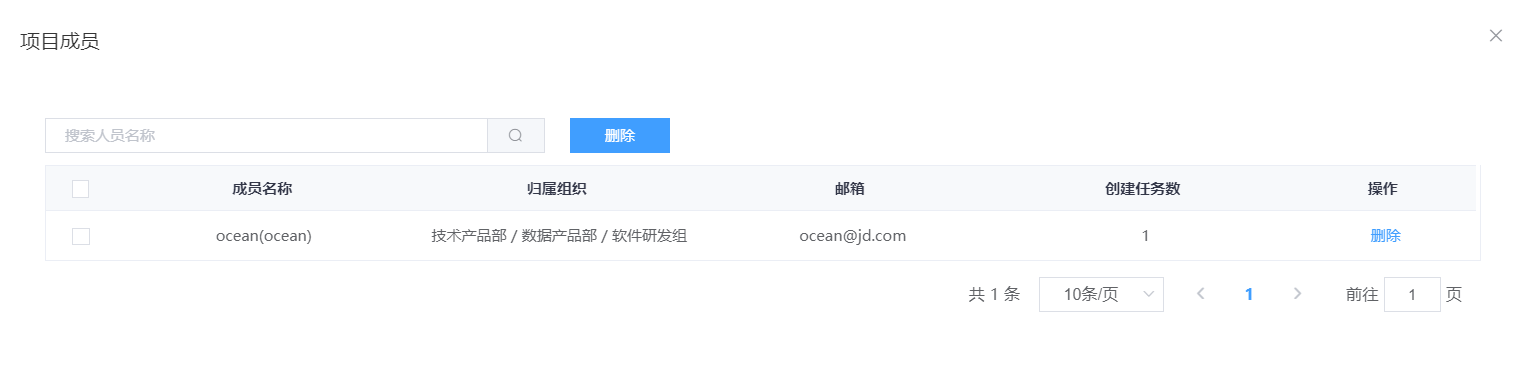 项目成员
搜索人员名称 删除
成员名称 归属组织 邮箱 创建任务数 操作
ocean(ocean) 技术产品部 / 数据产品部 / 软件研发组 ocean@jd.com 1 删除
共 1 条 10条/页 1 前往 1 页